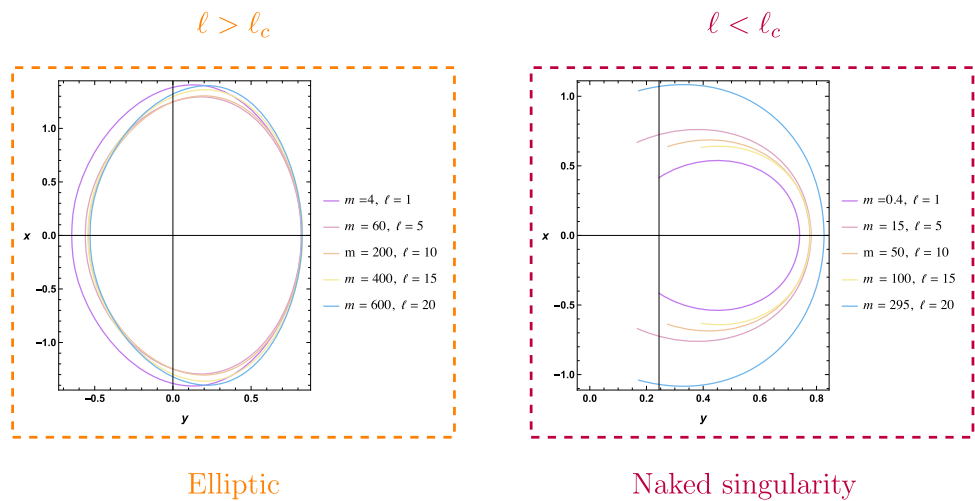 ℓ > ℓ_c
ℓ < ℓ_c
x
1.0
0.5
0.0
−0.5
−1.0
−0.5
0.0
0.5
y
m =4, ℓ = 1
m = 60, ℓ = 5
m = 200, ℓ = 10
m = 400, ℓ = 15
m = 600, ℓ = 20
x
1.0
0.5
0.0
−0.5
−1.0
0.0
0.2
0.4
0.6
0.8
y
m =0.4, ℓ = 1
m = 15, ℓ = 5
m = 50, ℓ = 10
m = 100, ℓ = 15
m = 295, ℓ = 20
Elliptic
Naked singularity